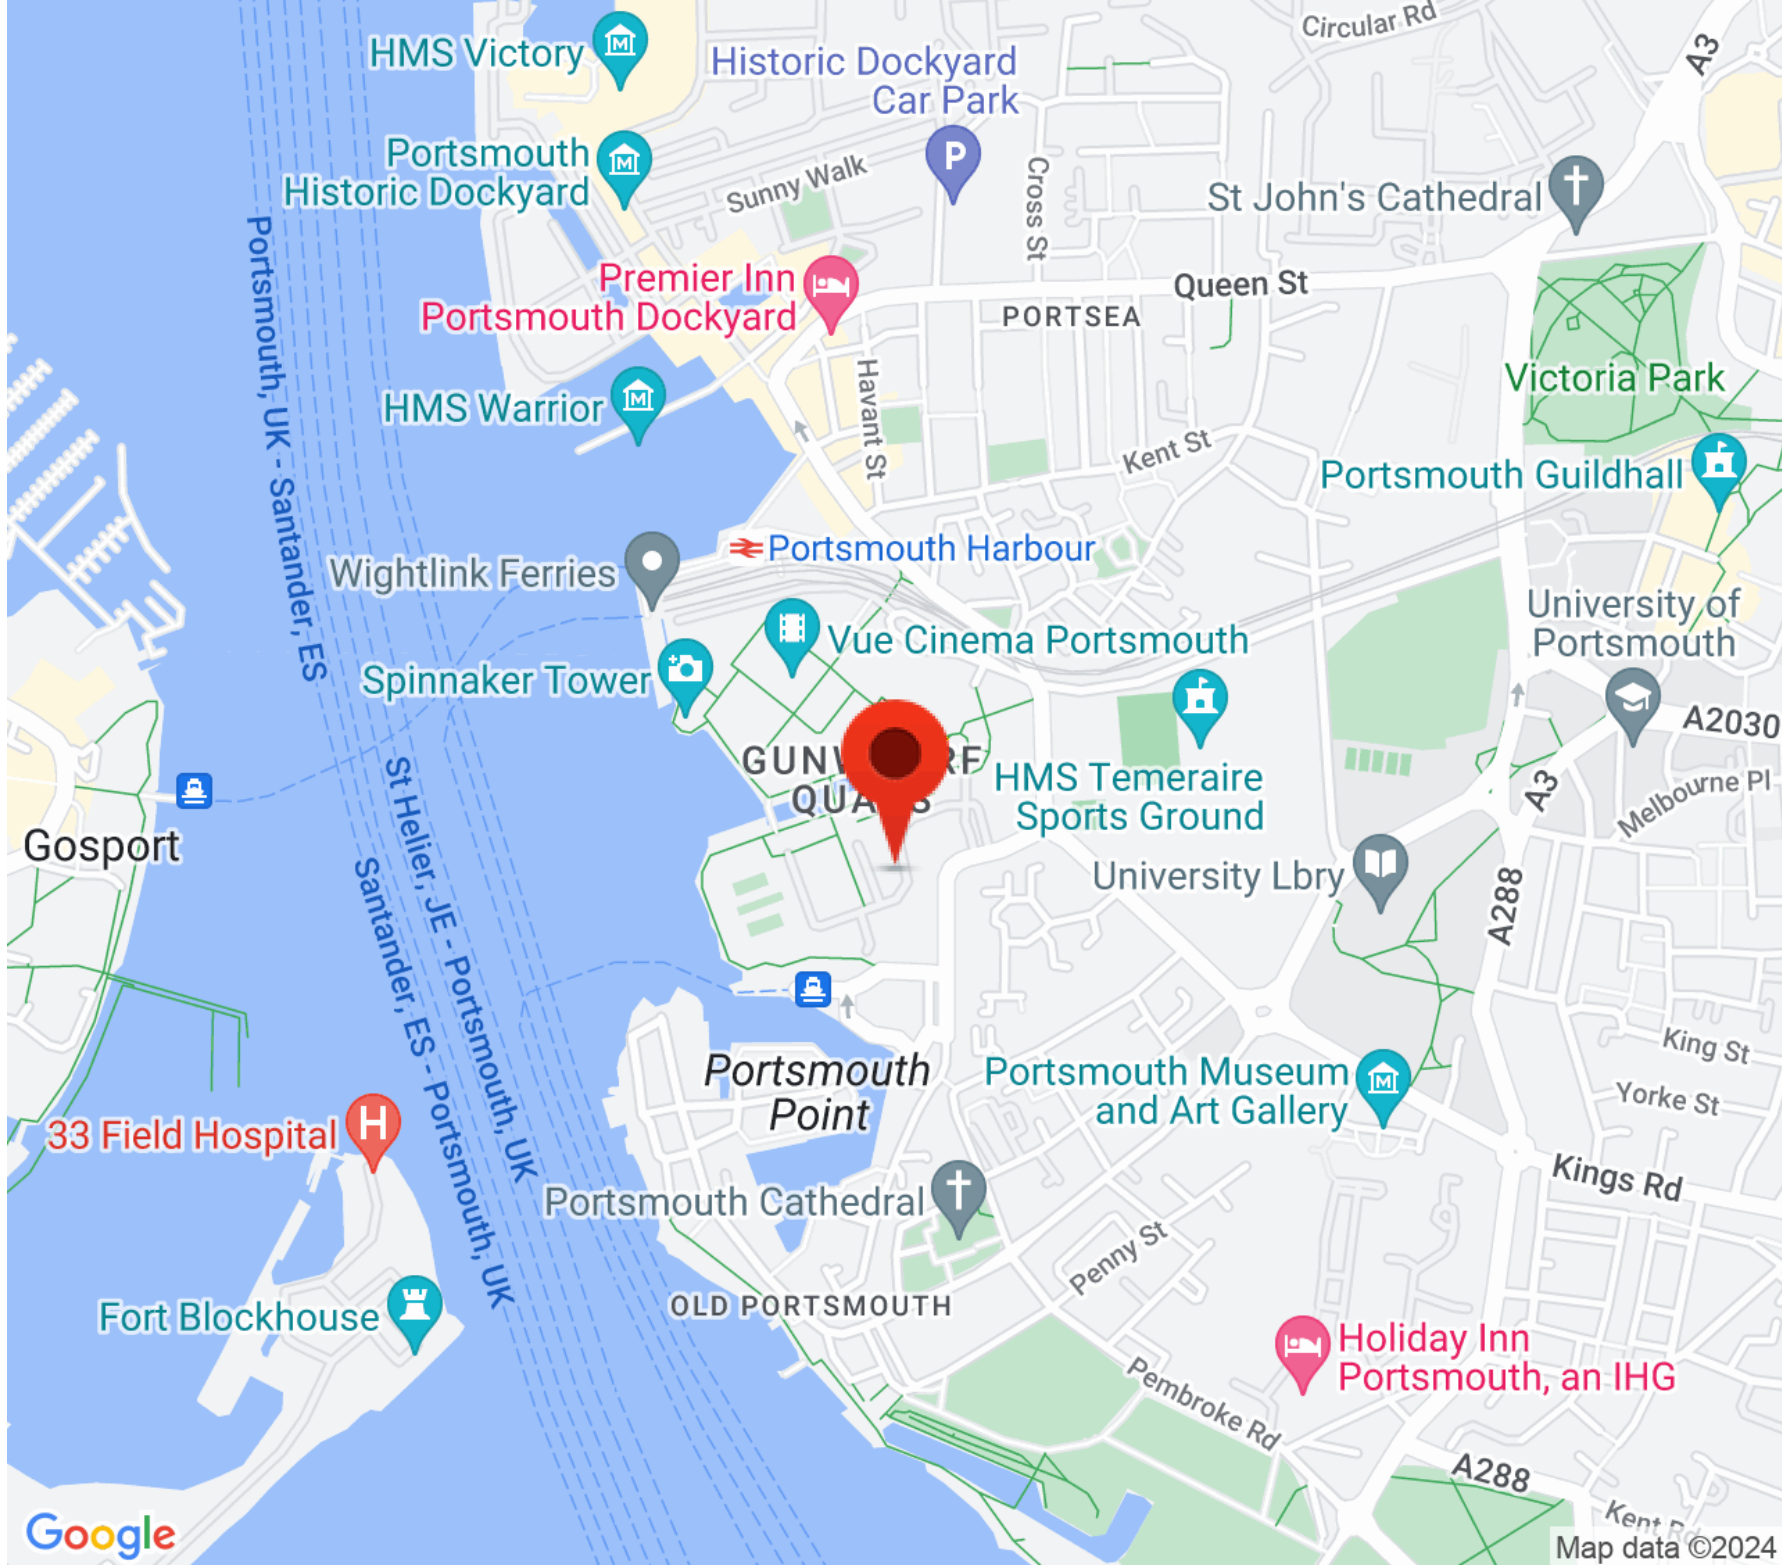 Circular Rd
A3
HMS Victory
Historic Dockyard
Car Park
P
Portsmouth
Historic Dockyard
Sunny Walk
Cross St
St John's Cathedral
Portsmouth, UK - Santander, ES
Premier Inn
Portsmouth Dockyard
Queen St
PORTSEA
HMS Warrior
Havant St
Victoria Park
Kent St
Portsmouth Guildhall
Wightlink Ferries
Portsmouth Harbour
University of
Portsmouth
Vue Cinema Portsmouth
Spinnaker Tower
A2030
HMS Temeraire
Sports Ground
A3
Melbourne Pl
Gosport
St Helier, JE - Portsmouth, UK
Santander, ES - Portsmouth, UK
University Lbry
A288
Portsmouth
Point
Portsmouth Museum
and Art Gallery
King St
Yorke St
33 Field Hospital
H
Kings Rd
Portsmouth Cathedral
Penny St
Fort Blockhouse
OLD PORTSMOUTH
Holiday Inn
Portsmouth, an IHG
Pembroke Rd
A288
Kent Rd
Google
Map data ©2024